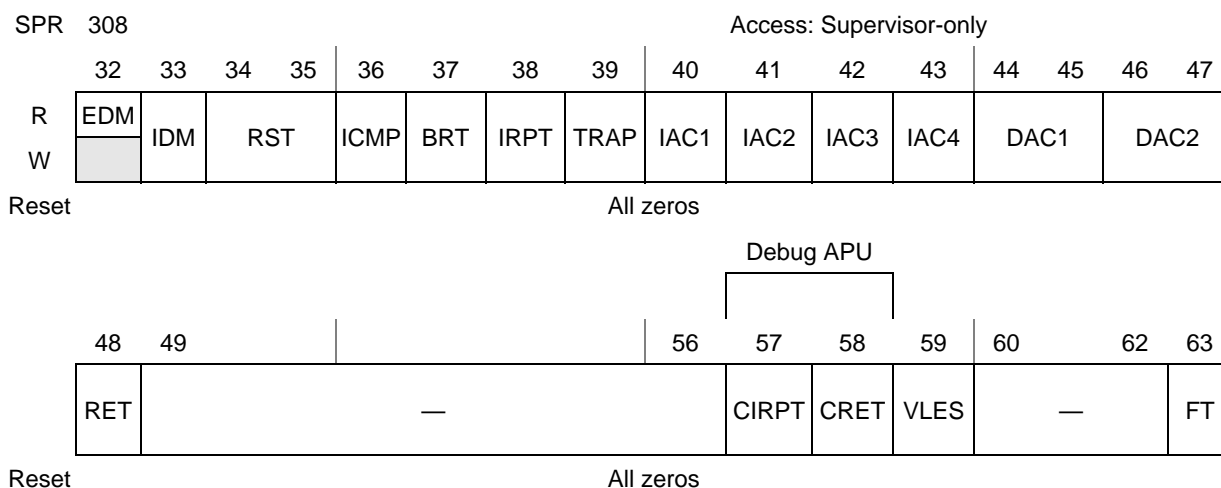 SPR 308 Access: Supervisor-only
32 33 34 35 36 37 38 39 40 41 42 43 44 45 46 47
R EDM IDM RST ICMP BRT IRPT TRAP IAC1 IAC2 IAC3 IAC4 DAC1 DAC2
W
Reset All zeros
Debug APU
48 49 56 57 58 59 60 62 63
RET — CIRPT CRET VLES — FT
Reset All zeros